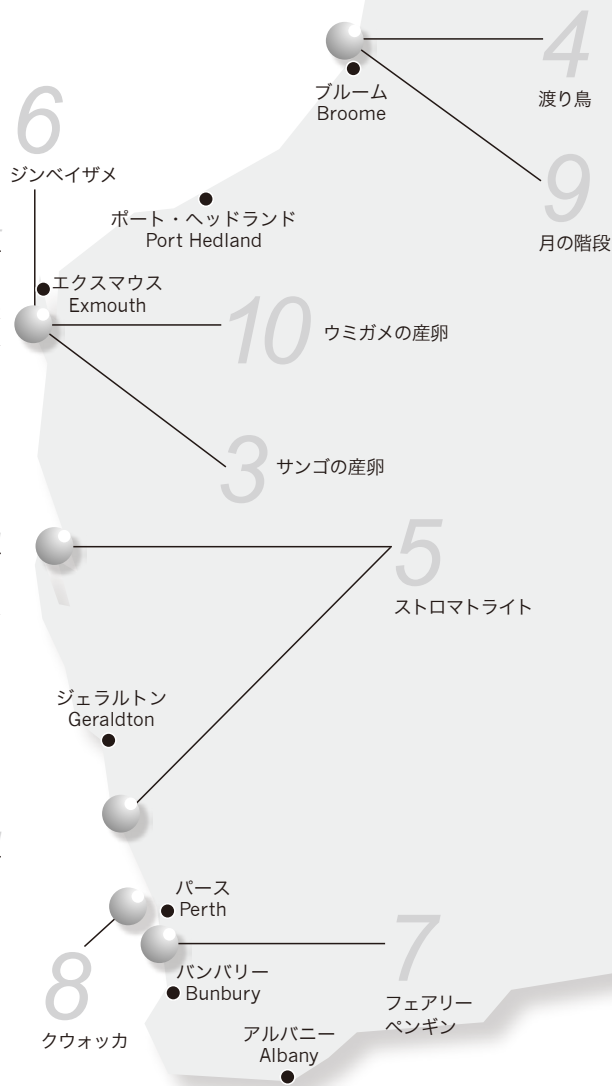 4
渡り鳥
ブルーム
Broome
6
ジンベイザメ
9
月の階段
ポート・ヘッドランド
Port Hedland
エクスマウス
Exmouth
10 ウミガメの産卵
3 サンゴの産卵
5
ストロマトライト
ジェラルトン
Geraldton
パース
Perth
7
フェアリー
ペンギン
8
クウォッカ
バンバリー
Bunbury
アルバニー
Albany